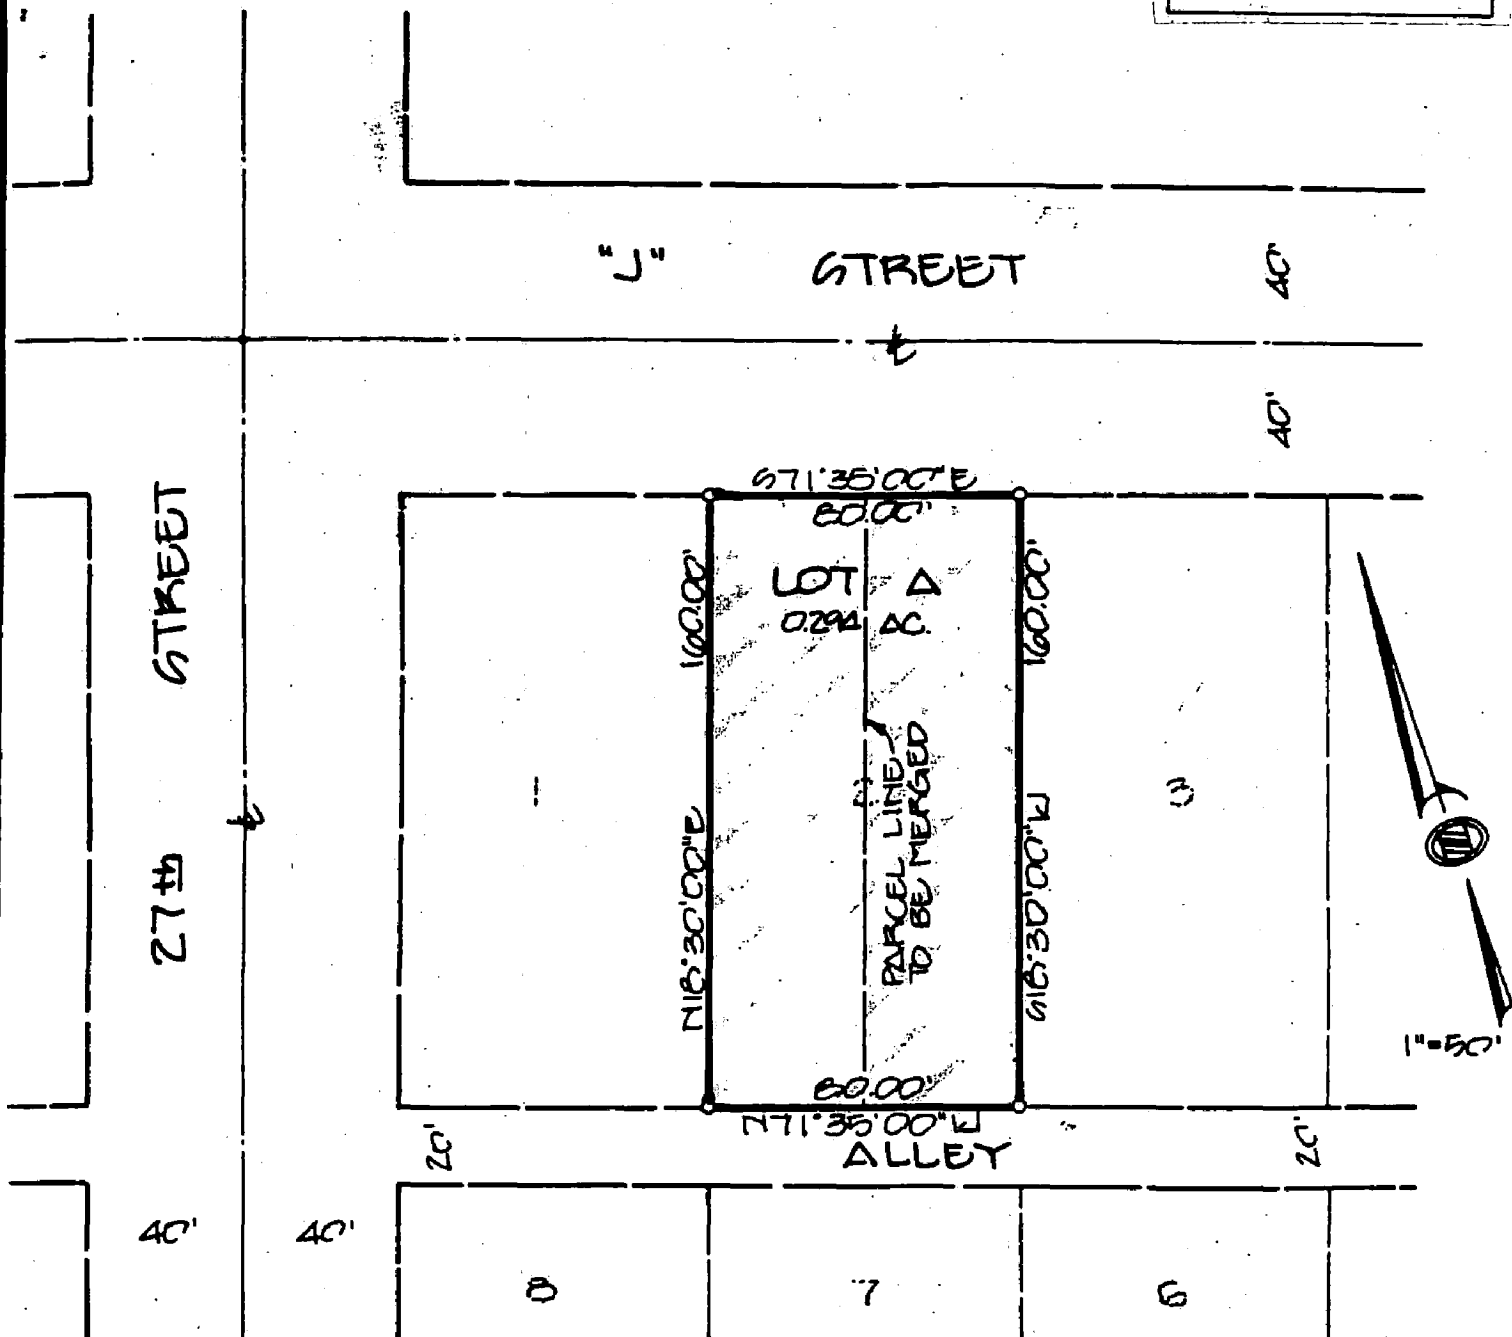 "J" STREET
40'
40'
S71°35'00"E
80.00'
LOT A
0.294 AC.
160.00'
160.00'
27th STREET
1
2
3
PARCEL LINE
TO BE MERGED
N18°30'00"E
S18°30'00"W
1"=50'
80.00'
N71°35'00"W
ALLEY
20'
20'
40'
40'
8
7
6